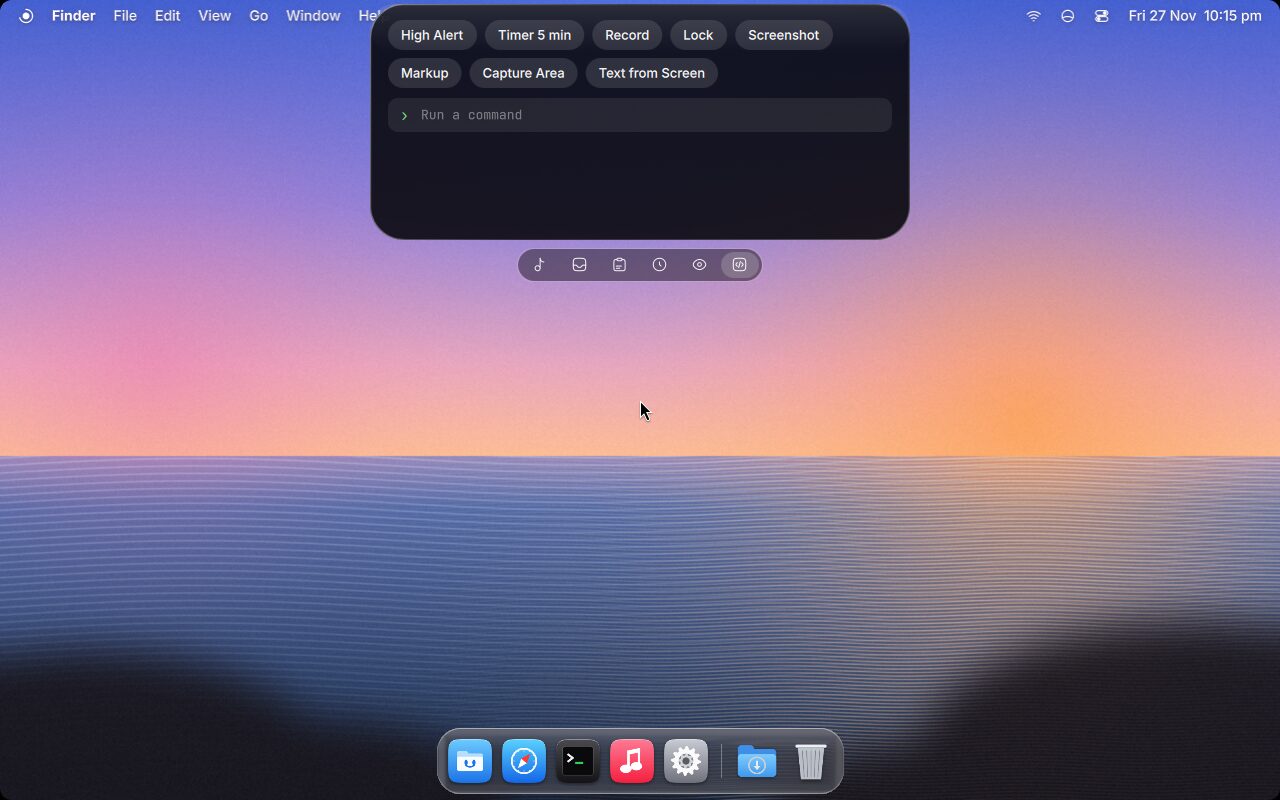 Finder File Edit View Go Window Hel Fri 27 Nov 10:15 pm
High Alert Timer 5 min Record Lock Screenshot
Markup Capture Area Text from Screen
› Run a command